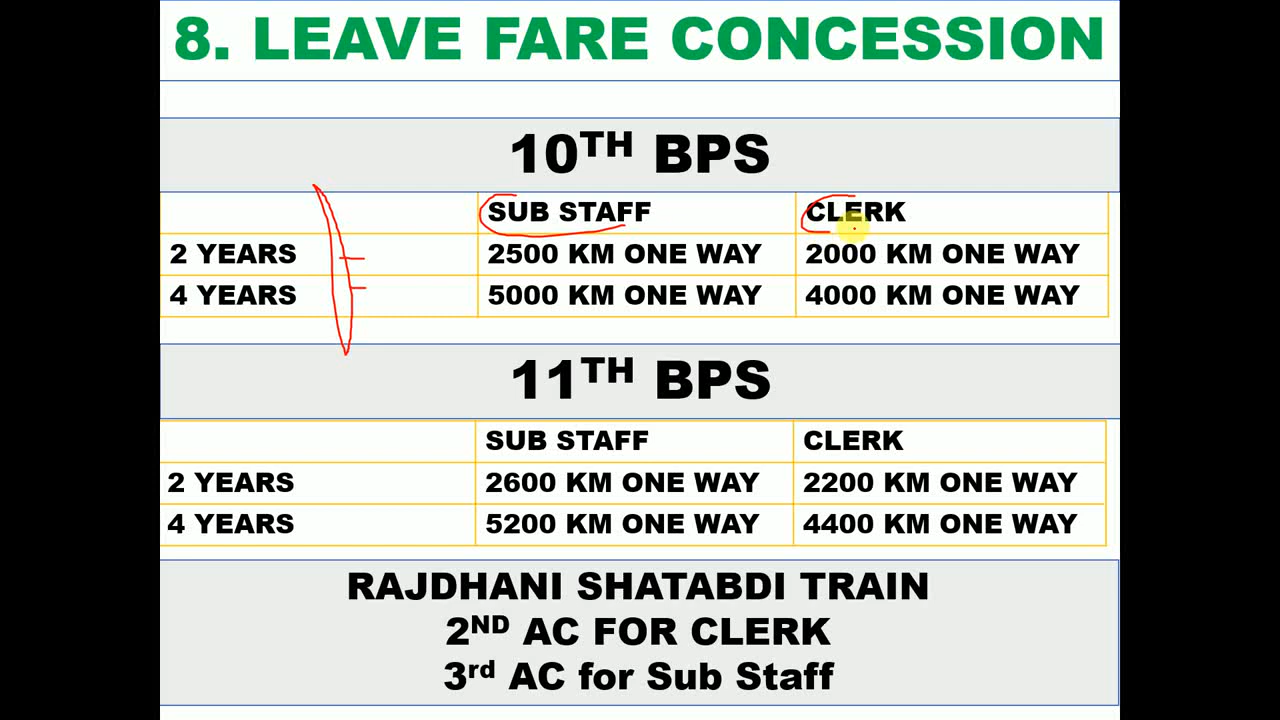 8. LEAVE FARE CONCESSION
10TH BPS
SUB STAFF CLERK
2 YEARS 2500 KM ONE WAY 2000 KM ONE WAY
4 YEARS 5000 KM ONE WAY 4000 KM ONE WAY
11TH BPS
SUB STAFF CLERK
2 YEARS 2600 KM ONE WAY 2200 KM ONE WAY
4 YEARS 5200 KM ONE WAY 4400 KM ONE WAY
RAJDHANI SHATABDI TRAIN
2ND AC FOR CLERK
3rd AC for Sub Staff